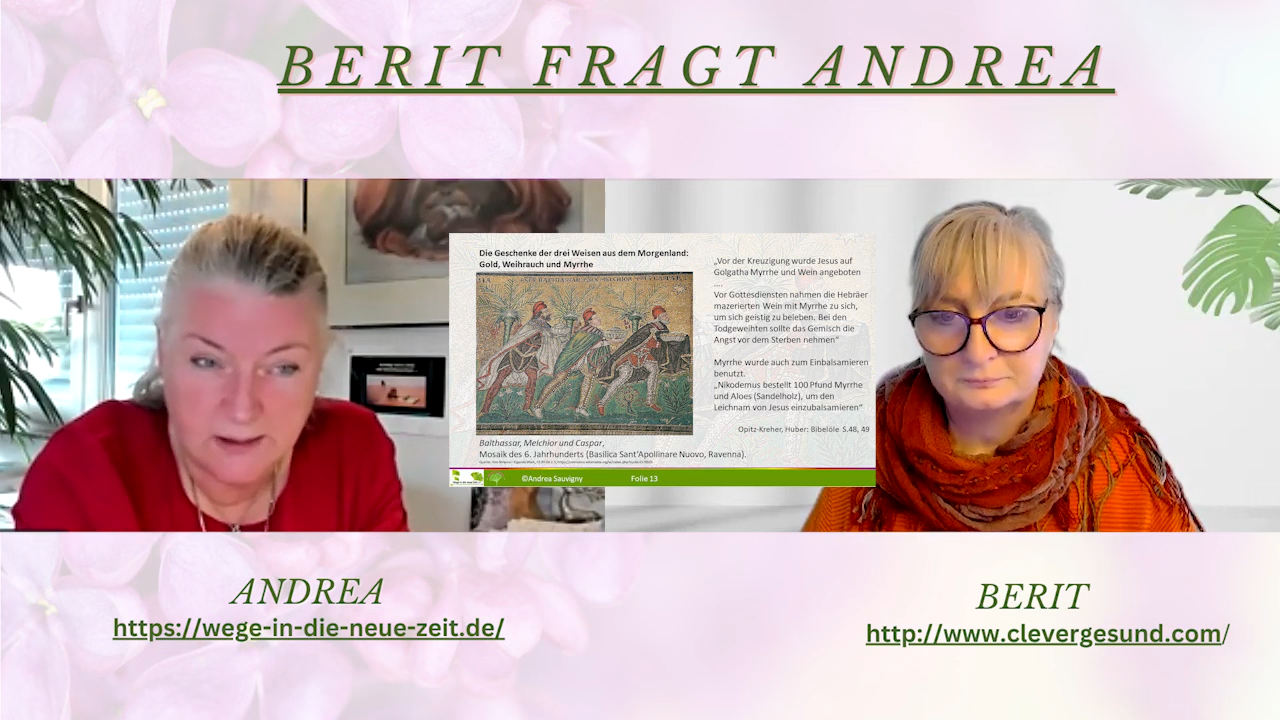 BERIT FRAGT ANDREA
Die Geschenke der drei Weisen aus dem Morgenland:
Gold, Weihrauch und Myrrhe
Balthassar, Melchior und Caspar,
Mosaik des 6. Jahrhunderts (Basilica Sant'Apollinare Nuovo, Ravenna).
„Vor der Kreuzigung wurde Jesus auf
Golgatha Myrrhe und Wein angeboten
....
Vor Gottesdiensten nahmen die Hebräer
mazerierten Wein mit Myrrhe zu sich,
um sich geistig zu beleben. Bei den
Todgeweihten sollte das Gemisch die
Angst vor dem Sterben nehmen“
Myrrhe wurde auch zum Einbalsamieren
benutzt.
„Nikodemus bestellt 100 Pfund Myrrhe
und Aloes (Sandelholz), um den
Leichnam von Jesus einzubalsamieren“
Opitz-Kreher, Huber: Bibelöle S.48, 49
©Andrea Sauvigny
Folie 13
ANDREA
https://wege-in-die-neue-zeit.de/
BERIT
http://www.clevergesund.com/